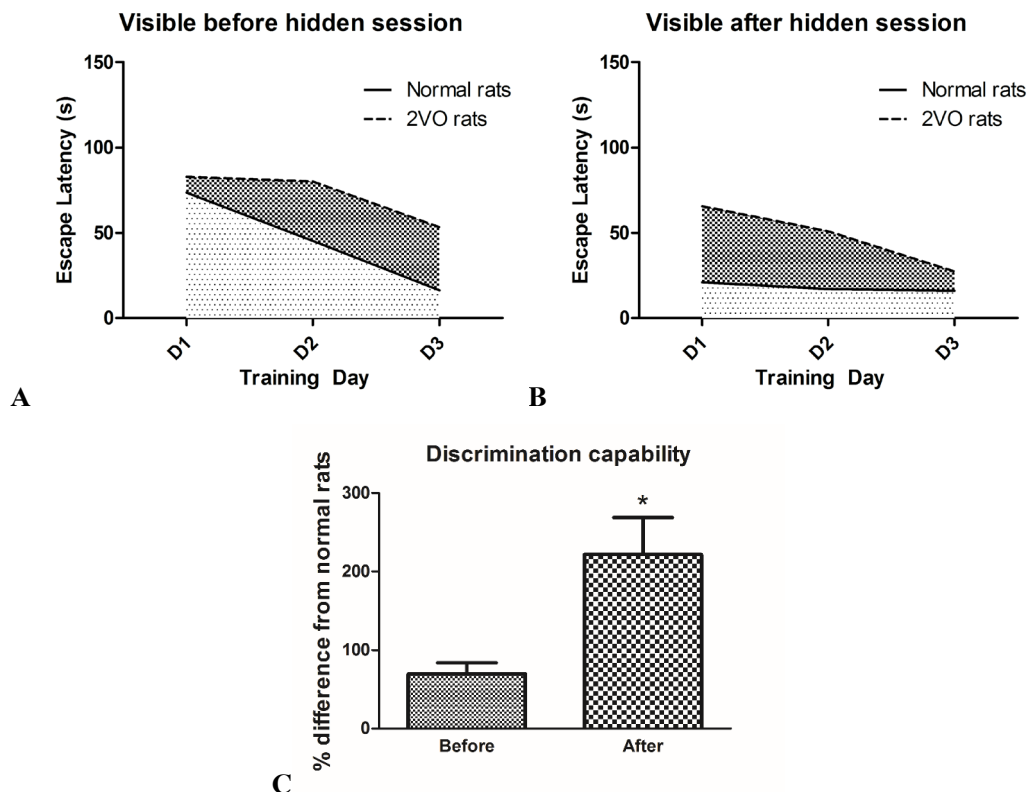 Visible before hidden session
Escape Latency (s)
150
100
50
0
Normal rats
2VO rats
D1
D2
D3
Training Day
A
Visible after hidden session
Escape Latency (s)
150
100
50
0
Normal rats
2VO rats
D1
D2
D3
Training Day
B
Discrimination capability
% difference from normal rats
300
200
100
0
*
Before
After
C